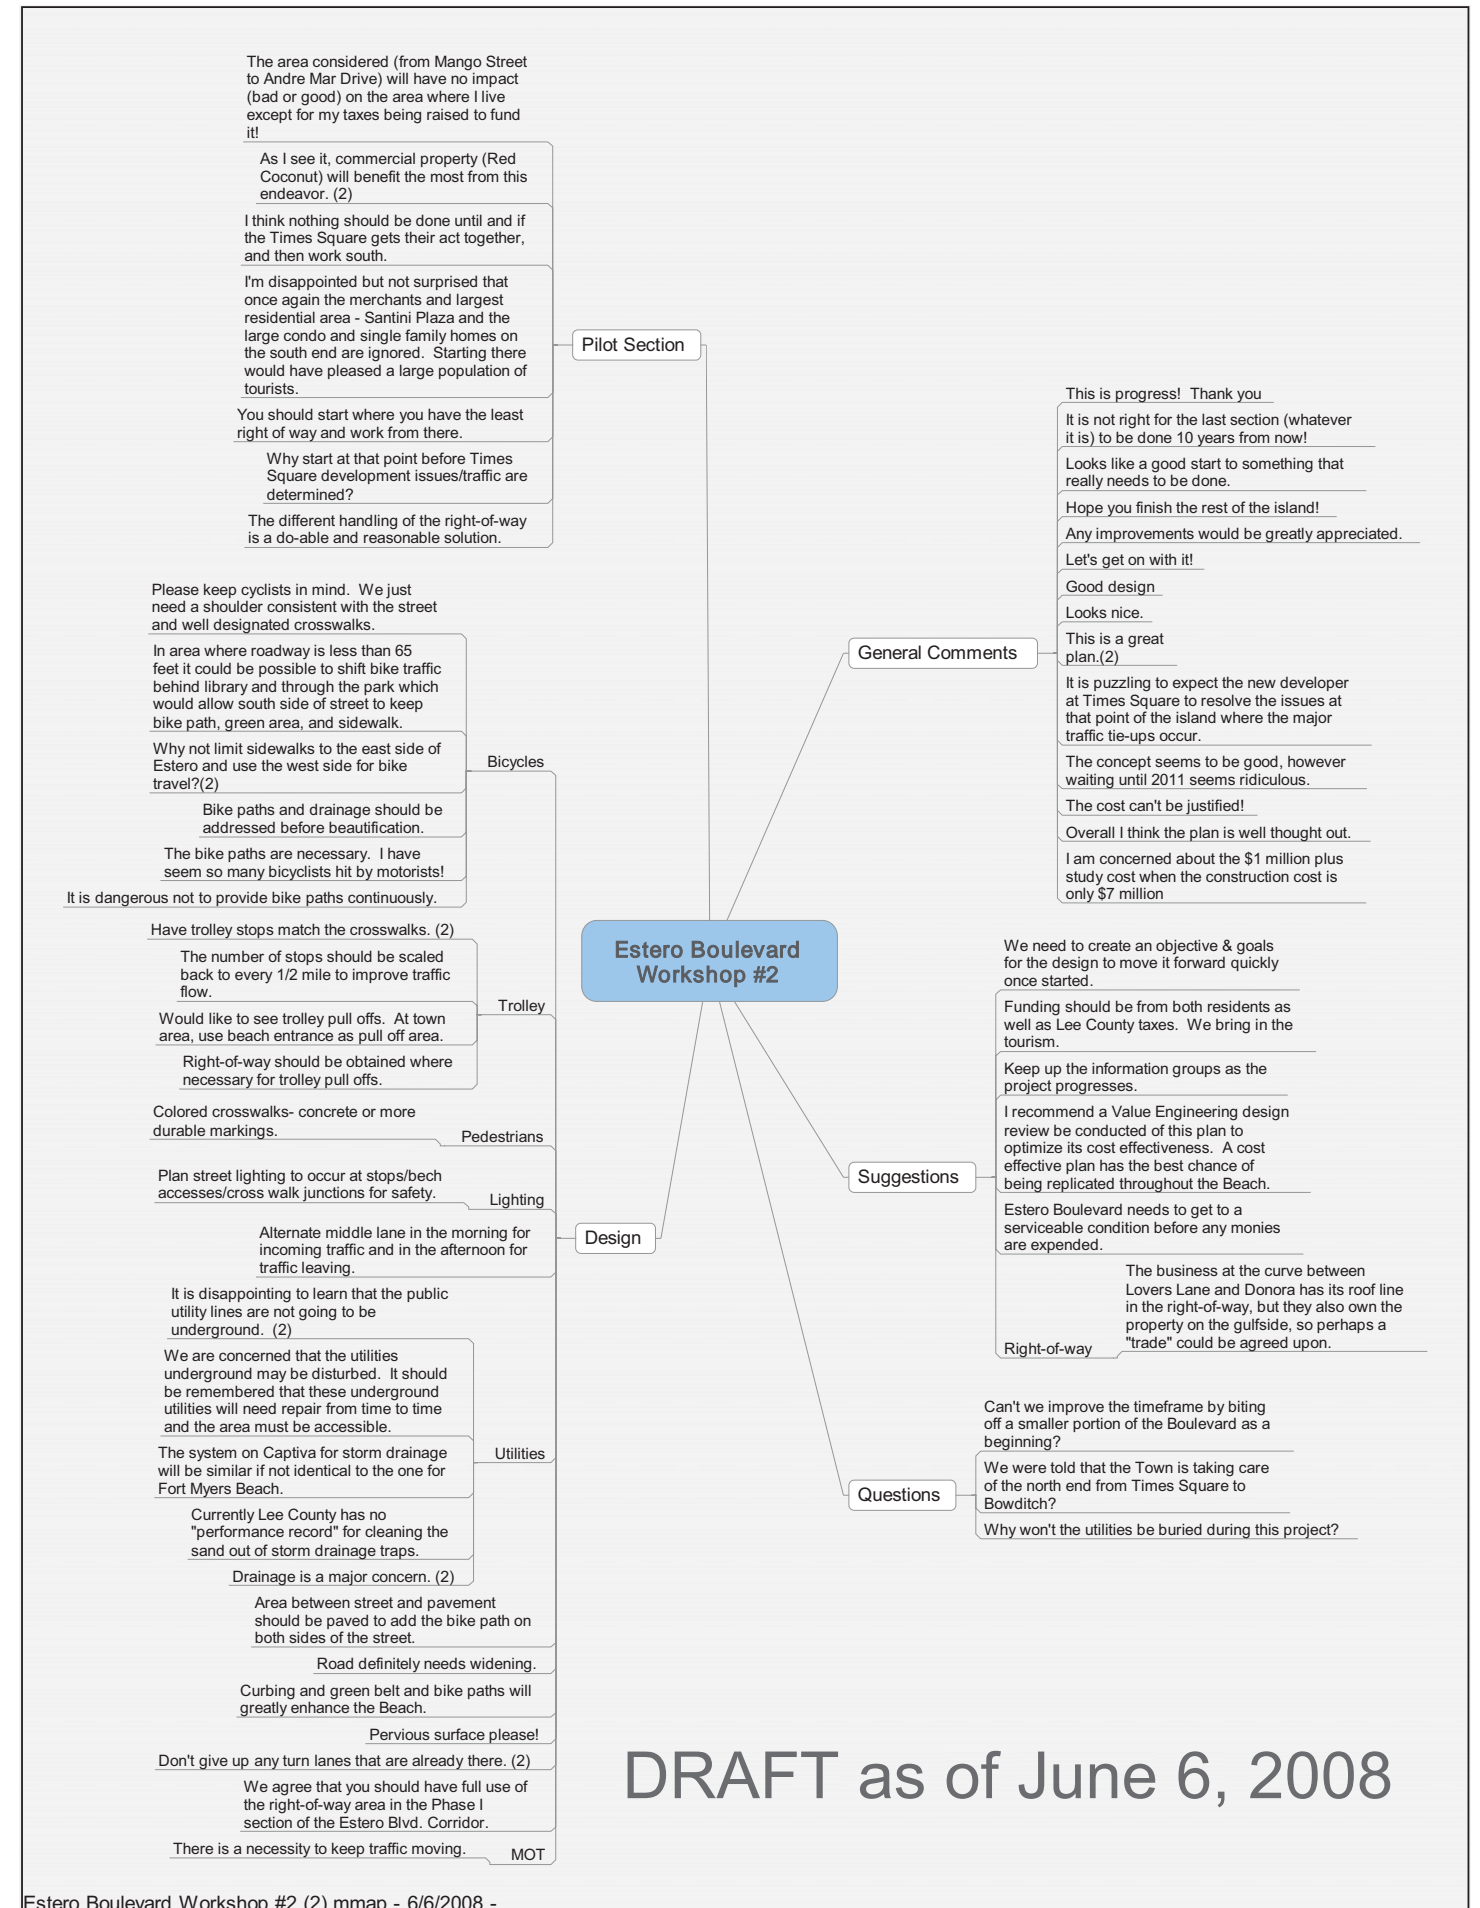 The area considered (from Mango Street
to Andre Mar Drive) will have no impact
(bad or good) on the area where I live
except for my taxes being raised to fund
it!
As I see it, commercial property (Red
Coconut) will benefit the most from this
endeavor. (2)
I think nothing should be done until and if
the Times Square gets their act together,
and then work south.
I'm disappointed but not surprised that
once again the merchants and largest
residential area - Santini Plaza and the
large condo and single family homes on
the south end are ignored.  Starting there
would have pleased a large population of
tourists.
You should start where you have the least
right of way and work from there.
Why start at that point before Times
Square development issues/traffic are
determined?
The different handling of the right-of-way
is a do-able and reasonable solution.
Pilot Section
Please keep cyclists in mind.  We just
need a shoulder consistent with the street
and well designated crosswalks.
In area where roadway is less than 65
feet it could be possible to shift bike traffic
behind library and through the park which
would allow south side of street to keep
bike path, green area, and sidewalk.
Why not limit sidewalks to the east side of
Estero and use the west side for bike
travel?(2)
Bike paths and drainage should be
addressed before beautification.
The bike paths are necessary.  I have
seem so many bicyclists hit by motorists!
It is dangerous not to provide bike paths continuously.
Bicycles
Have trolley stops match the crosswalks. (2)
The number of stops should be scaled
back to every 1/2 mile to improve traffic
flow.
Would like to see trolley pull offs.  At town
area, use beach entrance as pull off area.
Right-of-way should be obtained where
necessary for trolley pull offs.
Trolley
Colored crosswalks- concrete or more
durable markings.
Pedestrians
Plan street lighting to occur at stops/bech
accesses/cross walk junctions for safety.
Lighting
Alternate middle lane in the morning for
incoming traffic and in the afternoon for
traffic leaving.
Design
It is disappointing to learn that the public
utility lines are not going to be
underground.  (2)
We are concerned that the utilities
underground may be disturbed.  It should
be remembered that these underground
utilities will need repair from time to time
and the area must be accessible.
The system on Captiva for storm drainage
will be similar if not identical to the one for
Fort Myers Beach.
Currently Lee County has no
"performance record" for cleaning the
sand out of storm drainage traps.
Drainage is a major concern. (2)
Utilities
Area between street and pavement
should be paved to add the bike path on
both sides of the street.
Road definitely needs widening.
Curbing and green belt and bike paths will
greatly enhance the Beach.
Pervious surface please!
Don't give up any turn lanes that are already there. (2)
We agree that you should have full use of
the right-of-way area in the Phase I
section of the Estero Blvd. Corridor.
There is a necessity to keep traffic moving.
MOT
Estero Boulevard
Workshop #2
General Comments
This is progress!  Thank you
It is not right for the last section (whatever
it is) to be done 10 years from now!
Looks like a good start to something that
really needs to be done.
Hope you finish the rest of the island!
Any improvements would be greatly appreciated.
Let's get on with it!
Good design
Looks nice.
This is a great
plan.(2)
It is puzzling to expect the new developer
at Times Square to resolve the issues at
that point of the island where the major
traffic tie-ups occur.
The concept seems to be good, however
waiting until 2011 seems ridiculous.
The cost can't be justified!
Overall I think the plan is well thought out.
I am concerned about the $1 million plus
study cost when the construction cost is
only $7 million
Suggestions
We need to create an objective & goals
for the design to move it forward quickly
once started.
Funding should be from both residents as
well as Lee County taxes.  We bring in the
tourism.
Keep up the information groups as the
project progresses.
I recommend a Value Engineering design
review be conducted of this plan to
optimize its cost effectiveness.  A cost
effective plan has the best chance of
being replicated throughout the Beach.
Estero Boulevard needs to get to a
serviceable condition before any monies
are expended.
Right-of-way
The business at the curve between
Lovers Lane and Donora has its roof line
in the right-of-way, but they also own the
property on the gulfside, so perhaps a
"trade" could be agreed upon.
Questions
Can't we improve the timeframe by biting
off a smaller portion of the Boulevard as a
beginning?
We were told that the Town is taking care
of the north end from Times Square to
Bowditch?
Why won't the utilities be buried during this project?
DRAFT as of June 6, 2008
Estero Boulevard Workshop #2 (2).mmap - 6/6/2008 -